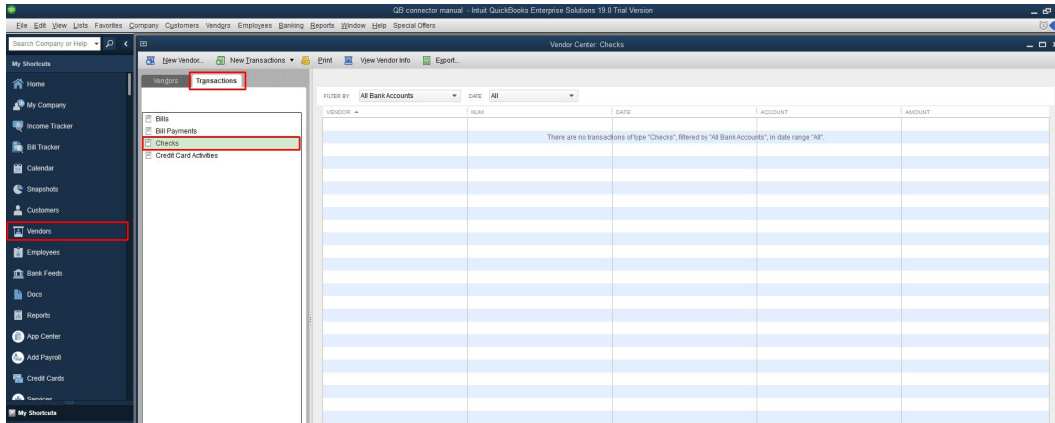 QB connector manual - Intuit QuickBooks Enterprise Solutions 19.0 Trial Version
File Edit View Lists Favorites Company Customers Vendors Employees Banking Reports Window Help Special Offers
Search Company or Help
Vendor Center: Checks
My Shortcuts
New Vendor... New Transactions Print View Vendor Info Export...
Home
My Company
Income Tracker
Bill Tracker
Calendar
Snapshots
Customers
Vendors
Employees
Bank Feeds
Docs
Reports
App Center
Add Payroll
Credit Cards
Services
My Shortcuts
Vendors Transactions
Bills
Bill Payments
Checks
Credit Card Activities
FILTER BY All Bank Accounts DATE All
VENDOR NUM DATE ACCOUNT AMOUNT
There are no transactions of type "Checks", filtered by "All Bank Accounts", in date range "All".